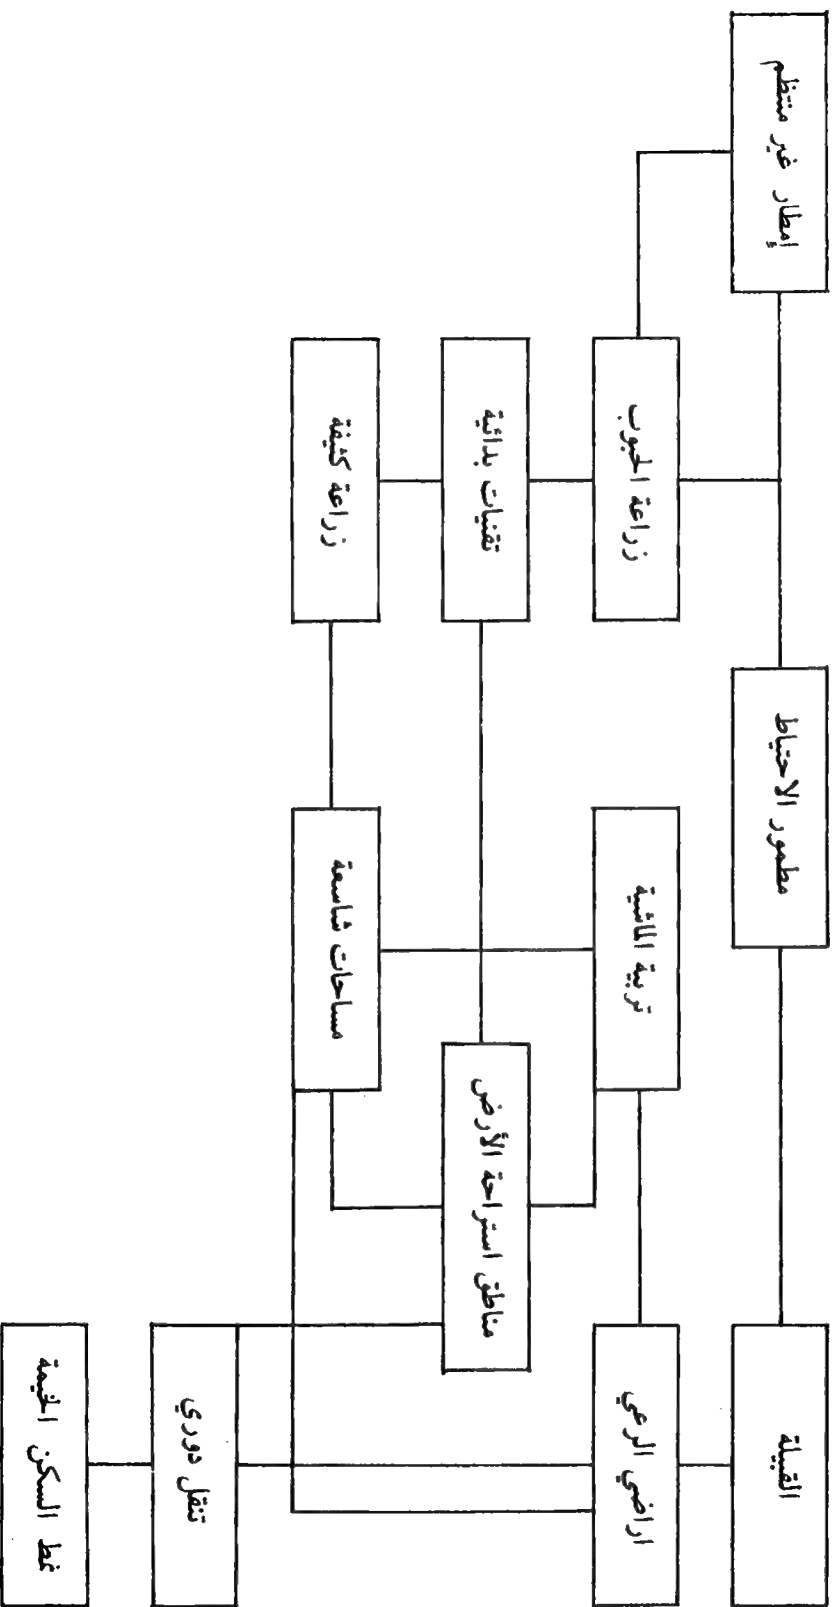 إمطار غير منتظم
مطمور الاحتياط
القبيلة
زراعة الحبوب
تربية الماشية
اراضي الرعي
تقنيات بدائية
مناطق استراحة الأرض
زراعة كثيفة
مساحات شاسعة
تنقل دوري
نمط السكن الخيمة